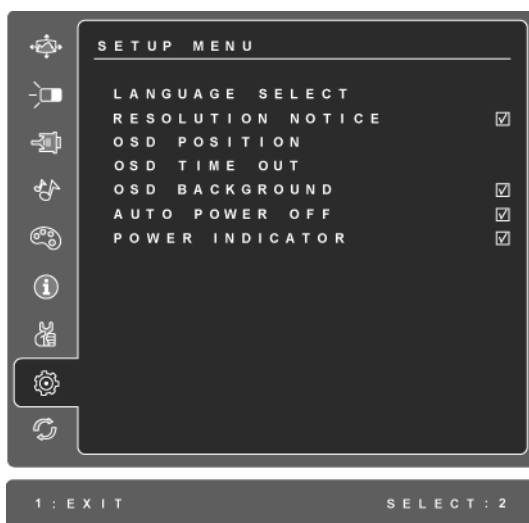 SETUP MENU
LANGUAGE SELECT
RESOLUTION NOTICE
OSD POSITION
OSD TIME OUT
OSD BACKGROUND
AUTO POWER OFF
POWER INDICATOR
1:EXIT SELECT:2